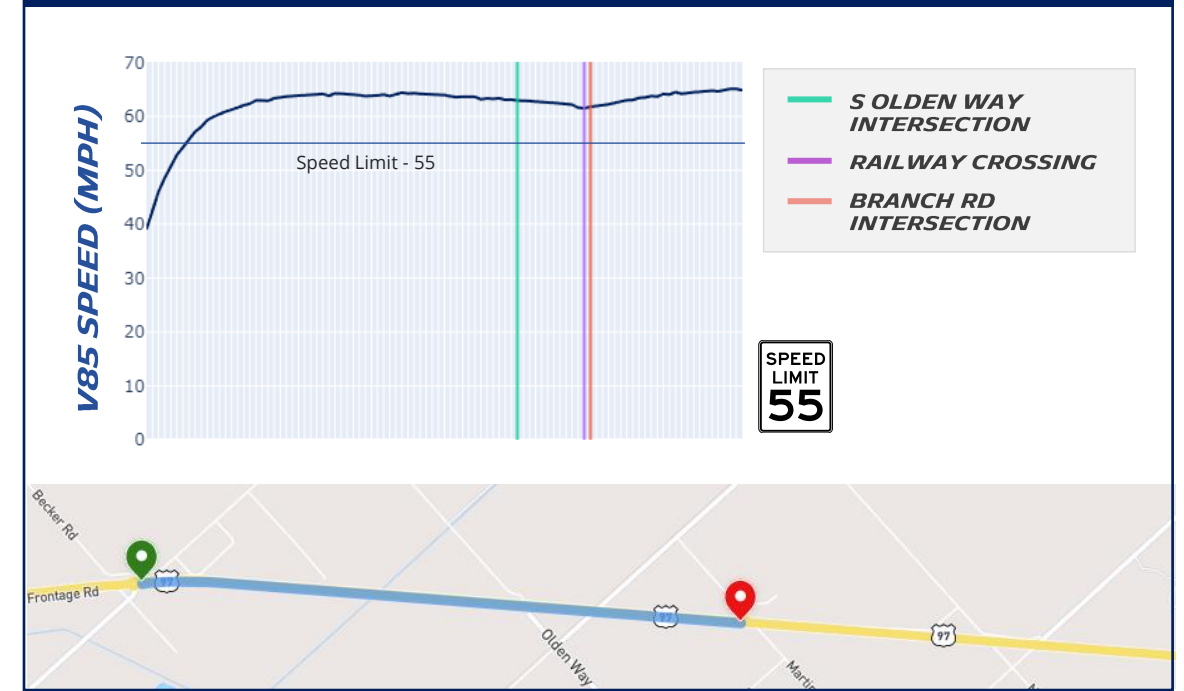 70
60
50
40
30
20
10
0
V85 SPEED (MPH)
Speed Limit - 55
S OLDEN WAY
INTERSECTION
RAILWAY CROSSING
BRANCH RD
INTERSECTION
SPEED
LIMIT
55
Becker Rd
Frontage Rd
97
97
97
Olden Way